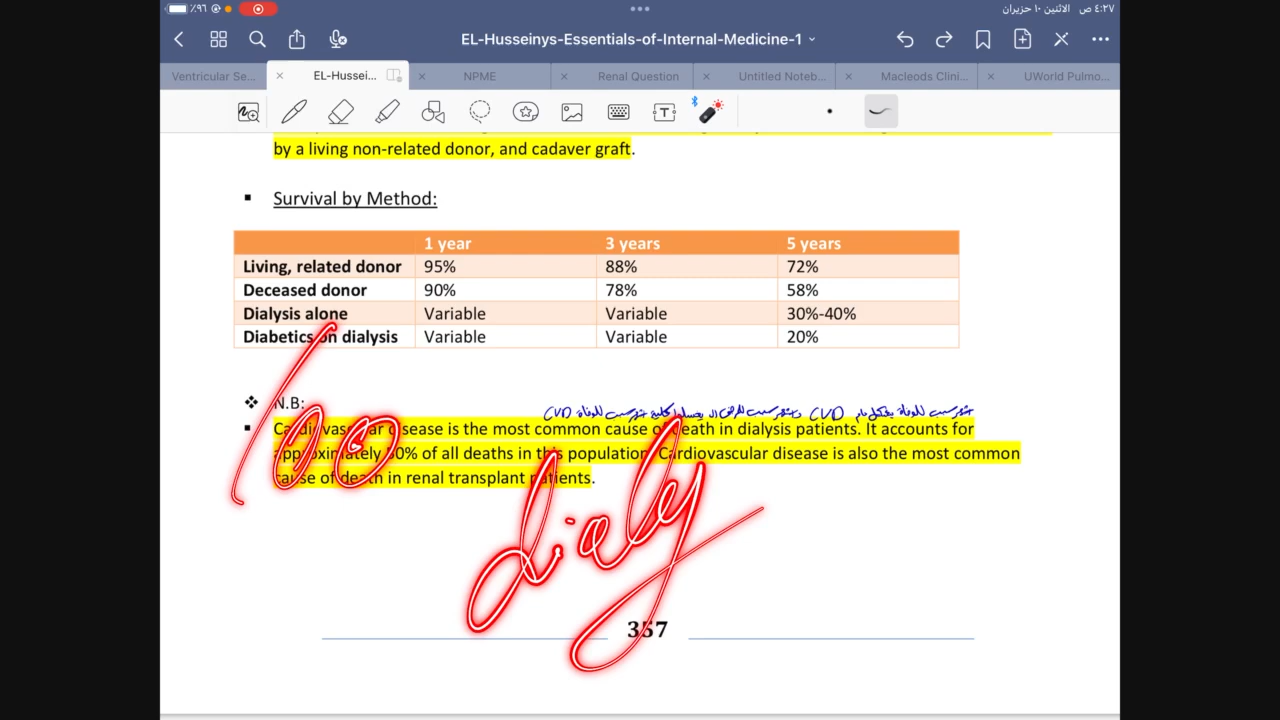 ٤:٢٧ ص الاثنين ١٠ حزيران
٩٦٪
EL-Husseinys-Essentials-of-Internal-Medicine-1
Ventricular Se...
EL-Hussei...
NPME
Renal Question
Untitled Noteb...
Macleods Clini...
UWorld Pulmo...
by a living non-related donor, and cadaver graft.
▪ Survival by Method:
1 year 3 years 5 years
Living, related donor 95% 88% 72%
Deceased donor 90% 78% 58%
Dialysis alone Variable Variable 30%-40%
Diabetics on dialysis Variable Variable 20%
❖ N.B:
CVD CVD
▪ Cardiovascular disease is the most common cause of death in dialysis patients. It accounts for
approximately 50% of all deaths in this population. Cardiovascular disease is also the most common
cause of death in renal transplant patients.
100
dialy
357